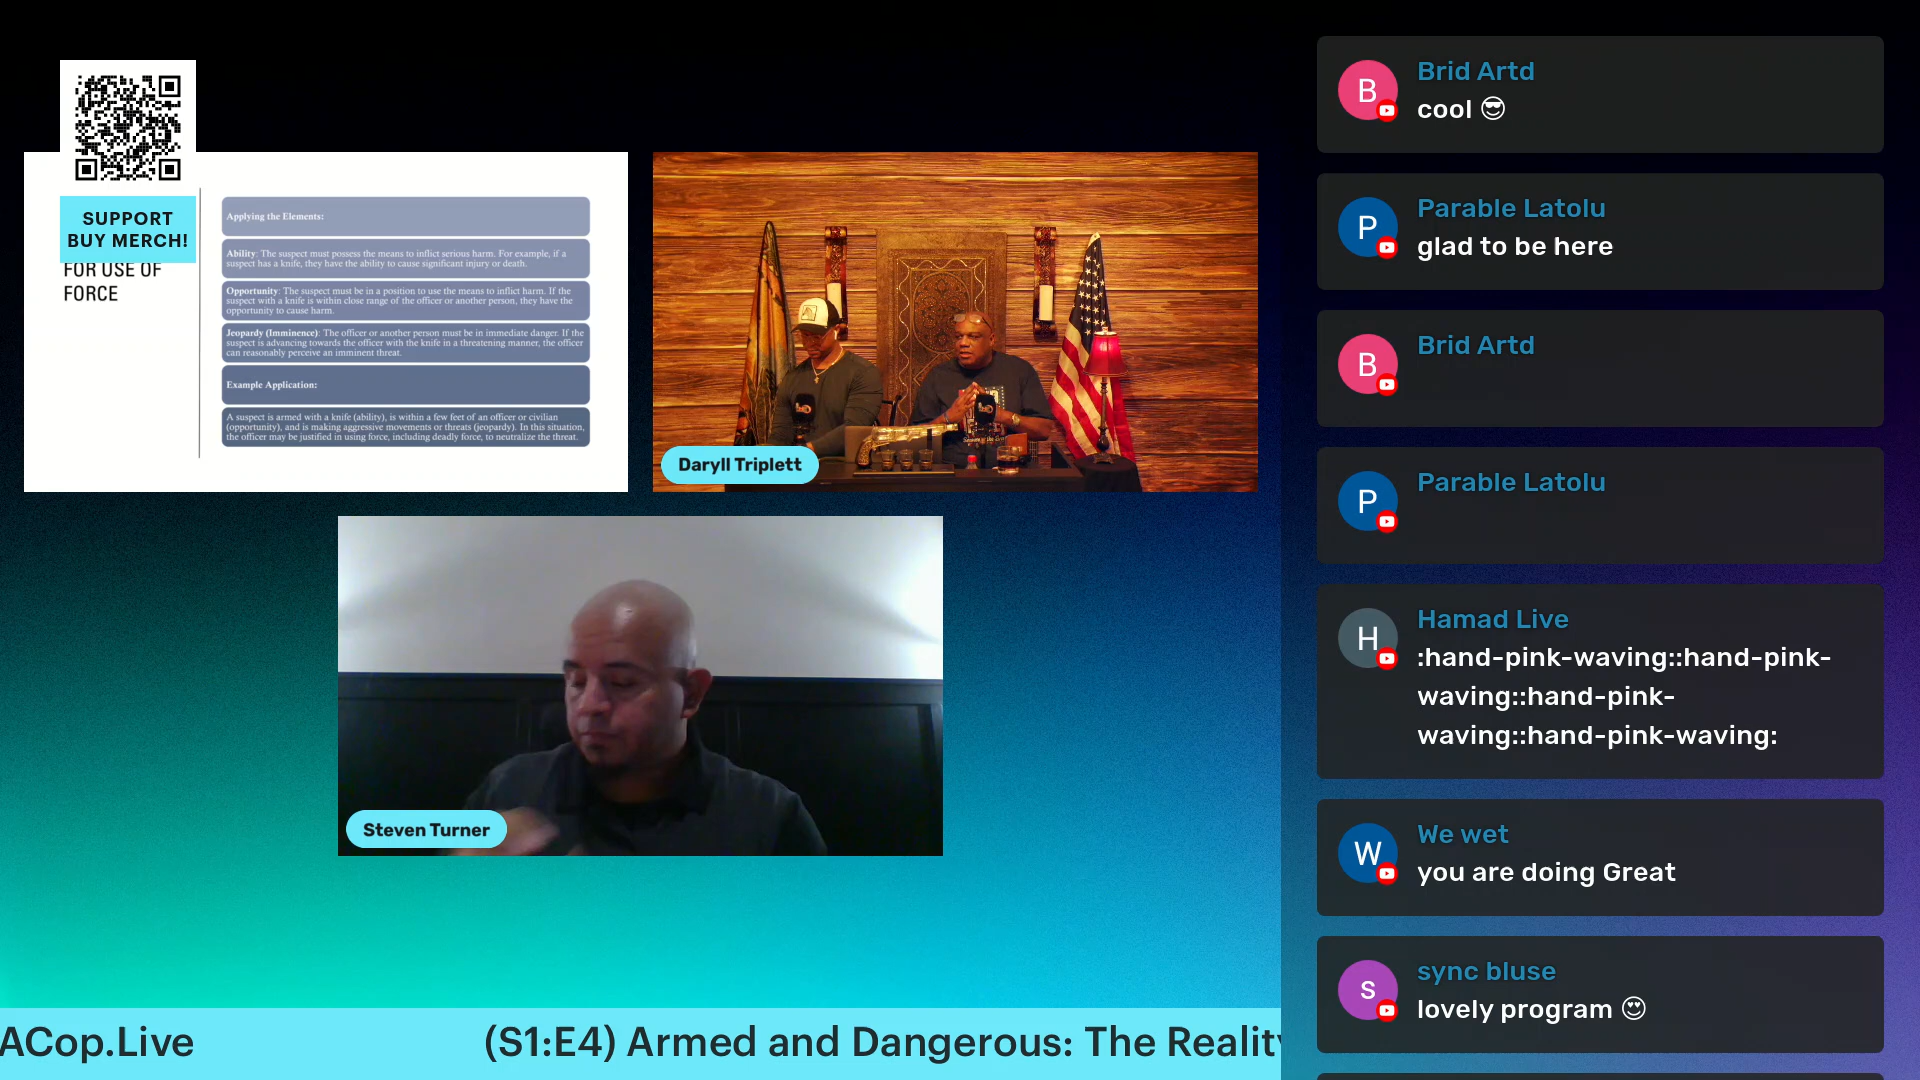 SUPPORT
BUY MERCH!
FOR USE OF
FORCE
Applying the Elements:
Ability: The suspect must possess the means to inflict serious harm. For example, if a
suspect has a knife, they have the ability to cause significant injury or death.
Opportunity: The suspect must be in a position to use the means to inflict harm. If the
suspect with a knife is within close range of the officer or another person, they have the
opportunity to cause harm.
Jeopardy (Imminence): The officer or another person must be in immediate danger. If the
suspect is advancing towards the officer with the knife in a threatening manner, the officer
can reasonably perceive an imminent threat.
Example Application:
A suspect is armed with a knife (ability), is within a few feet of an officer or civilian
(opportunity), and is making aggressive movements or threats (jeopardy). In this situation,
the officer may be justified in using force, including deadly force, to neutralize the threat.
Daryll Triplett
Steven Turner
ACop.Live
(S1:E4) Armed and Dangerous: The Reality
B
Brid Artd
cool 😎
P
Parable Latolu
glad to be here
B
Brid Artd
P
Parable Latolu
H
Hamad Live
:hand-pink-waving::hand-pink-
waving::hand-pink-
waving::hand-pink-waving:
W
We wet
you are doing Great
s
sync bluse
lovely program 😍